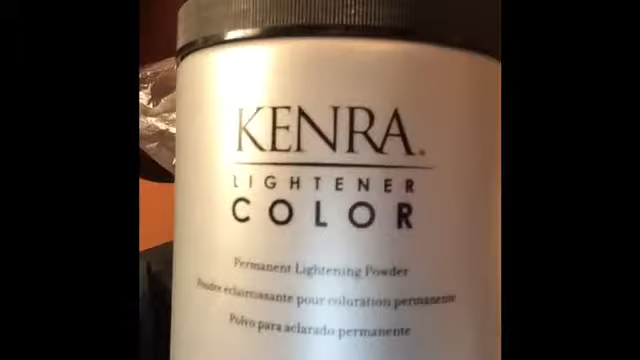 KENRA
LIGHTENER
COLOR
Permanent Lightening Powder
Poudre éclaircissante pour coloration permanente
Polvo para aclarado permanente